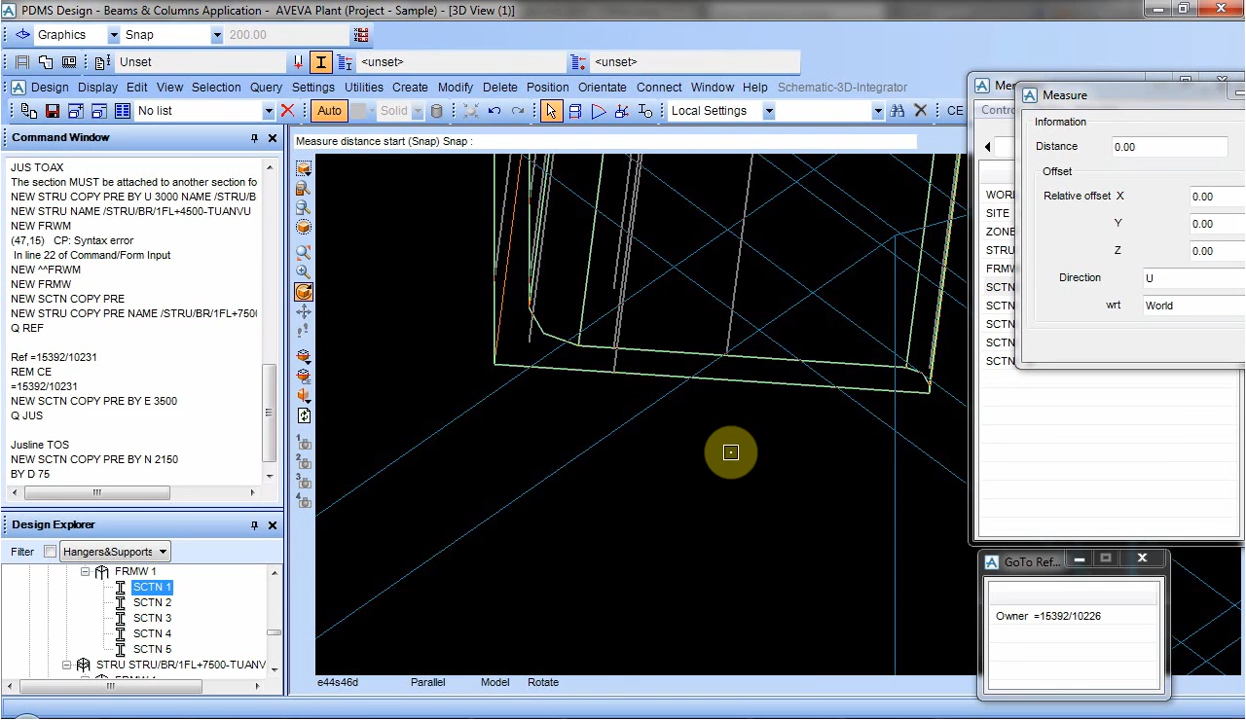 PDMS Design - Beams & Columns Application - AVEVA Plant (Project - Sample) - [3D View (1)]
Graphics Snap 200.00
Unset <unset> <unset>
Design Display Edit View Selection Query Settings Utilities Create Modify Delete Position Orientate Connect Window Help Schematic-3D-Integrator
No list Auto Solid Local Settings CE
Command Window
JUS TOAX
The section MUST be attached to another section fo
NEW STRU COPY PRE BY U 3000 NAME /STRU/B
NEW STRU NAME /STRU/BR/1FL+4500-TUANVU
NEW FRWM
(47,15) CP: Syntax error
In line 22 of Command/Form Input
NEW ^^FRWM
NEW FRMW
NEW SCTN COPY PRE
NEW SCTN COPY PRE NAME /STRU/BR/1FL+750
Q REF
Ref =15392/10231
REM CE
=15392/10231
NEW SCTN COPY PRE BY E 3500
Q JUS
Jusline TOS
NEW SCTN COPY PRE BY N 2150
BY D 75
Design Explorer
Filter Hangers&Supports
FRMW 1
SCTN 1
SCTN 2
SCTN 3
SCTN 4
SCTN 5
STRU STRU/BR/1FL+7500-TUANV
Measure distance start (Snap) Snap :
1
2
3
4
e44s46d Parallel Model Rotate
Me
Contro
WORL
SITE
ZONE
STRU
FRMW
SCTN
SCTN
SCTN
SCTN
SCTN
Measure
Information
Distance 0.00
Offset
Relative offset X 0.00
Y 0.00
Z 0.00
Direction U
wrt World
GoTo Ref...
Owner =15392/10226